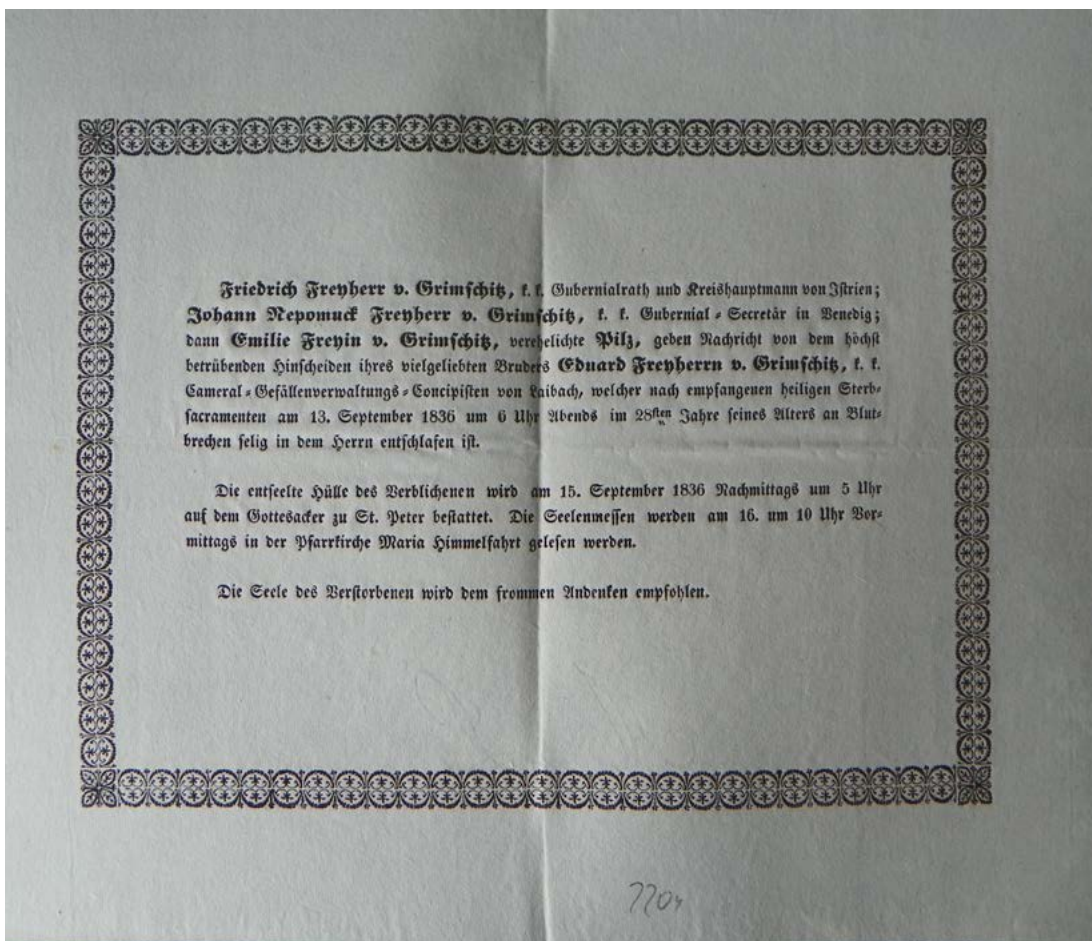 Friedrich Freyherr v. Grimschitz, k. k. Gubernialrath und Kreishauptmann von Istrien;
Johann Nepomuck Freyherr v. Grimschitz, k. k. Gubernial-Secretär in Venedig;
dann Emilie Freyin v. Grimschitz, verehelichte Pilz, geben Nachricht von dem höchst
betrübenden Hinscheiden ihres vielgeliebten Bruders Eduard Freyherrn v. Grimschitz, k. k.
Cameral-Gefällenverwaltungs-Concipisten von Laibach, welcher nach empfangenen heiligen Sterb-
sacramenten am 13. September 1836 um 6 Uhr Abends im 28sten Jahre seines Alters an Blut-
brechen selig in dem Herrn entschlafen ist.
Die entseelte Hülle des Verblichenen wird am 15. September 1836 Nachmittags um 5 Uhr
auf dem Gottesacker zu St. Peter bestattet. Die Seelenmessen werden am 16. um 10 Uhr Vor-
mittags in der Pfarrkirche Maria Himmelfahrt gelesen werden.
Die Seele des Verstorbenen wird dem frommen Andenken empfohlen.